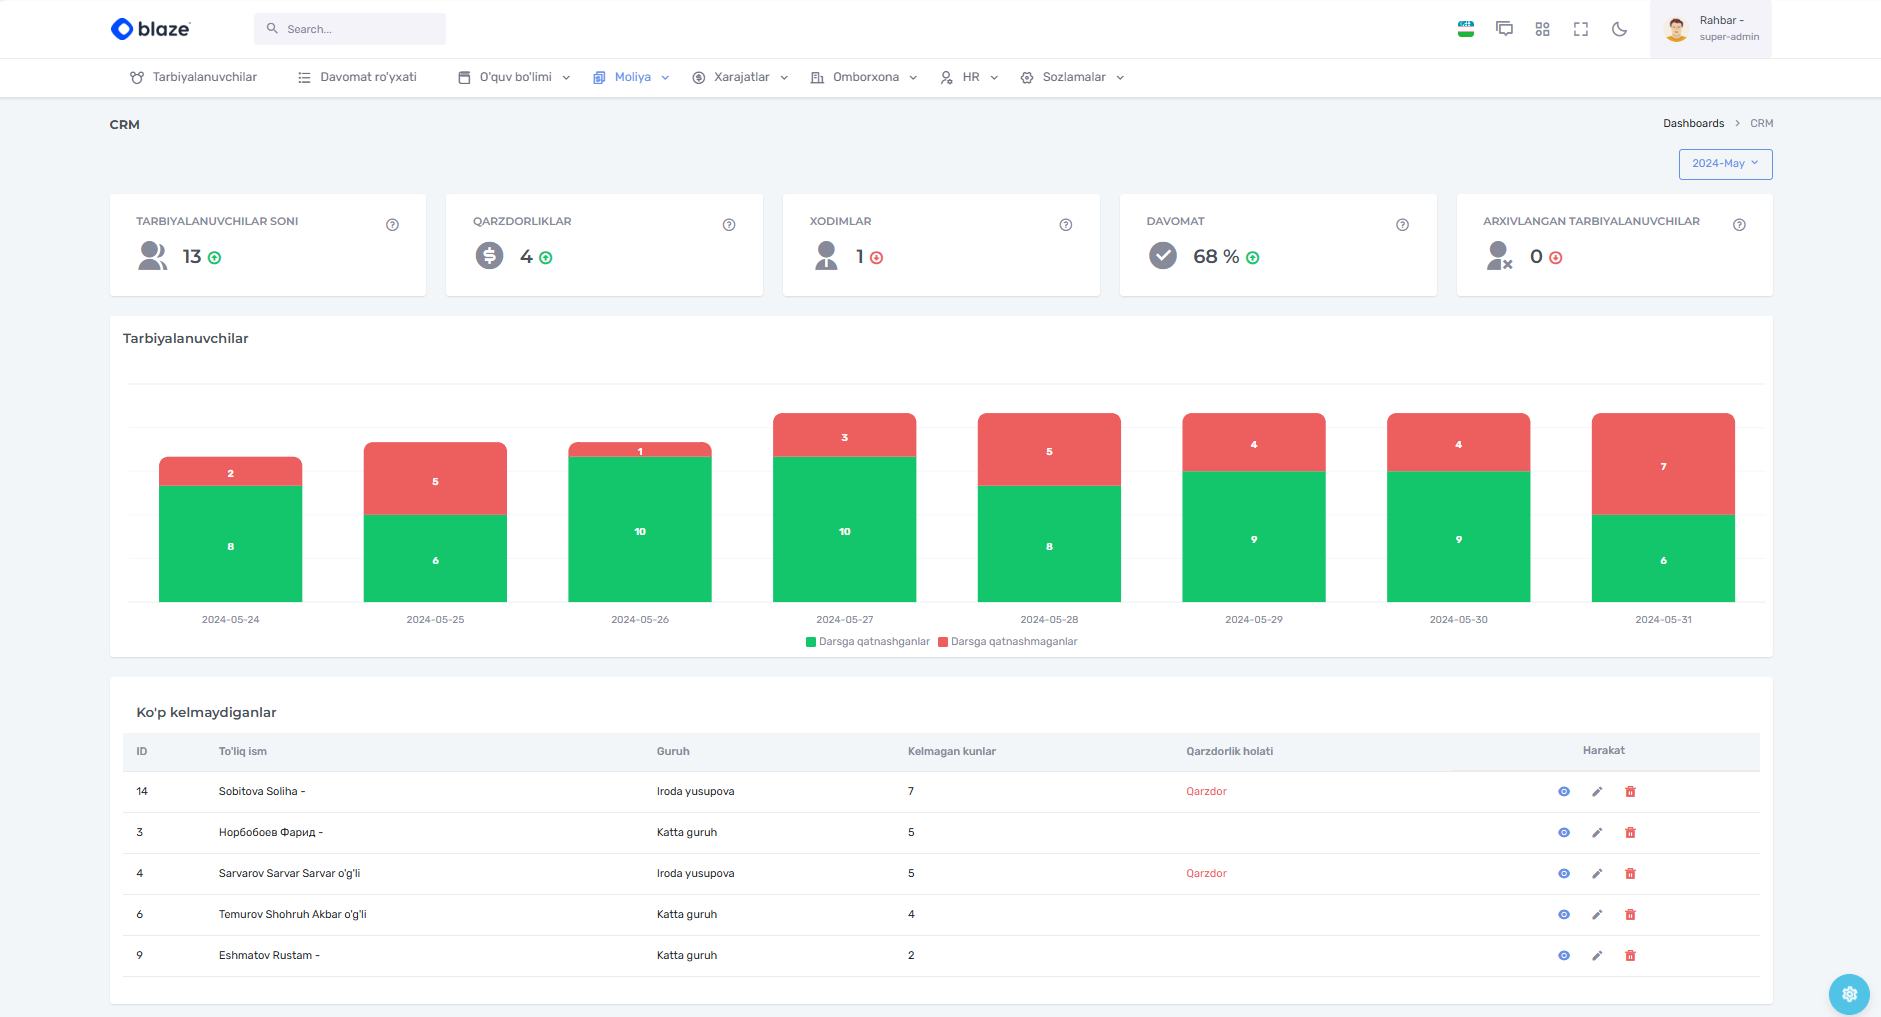 blaze
Search...
Rahbar -
super-admin
Tarbiyalanuvchilar
Davomat ro'yxati
O'quv bo'limi
Moliya
Xarajatlar
Omborxona
HR
Sozlamalar
CRM
Dashboards > CRM
2024-May
TARBIYALANUVCHILAR SONI
13
QARZDORLIKLAR
4
XODIMLAR
1
DAVOMAT
68 %
ARXIVLANGAN TARBIYALANUVCHILAR
0
Tarbiyalanuvchilar
2 5 1 3 5 4 4 7
8 6 10 10 8 9 9 6
2024-05-24 2024-05-25 2024-05-26 2024-05-27 2024-05-28 2024-05-29 2024-05-30 2024-05-31
Darsga qatnashganlar Darsga qatnashmaganlar
Ko'p kelmaydiganlar
ID To'liq ism Guruh Kelmagan kunlar Qarzdorlik holati Harakat
14 Sobitova Soliha - Iroda yusupova 7 Qarzdor
3 Норбобоев Фарид - Katta guruh 5
4 Sarvarov Sarvar Sarvar o'g'li Iroda yusupova 5 Qarzdor
6 Temurov Shohruh Akbar o'g'li Katta guruh 4
9 Eshmatov Rustam - Katta guruh 2